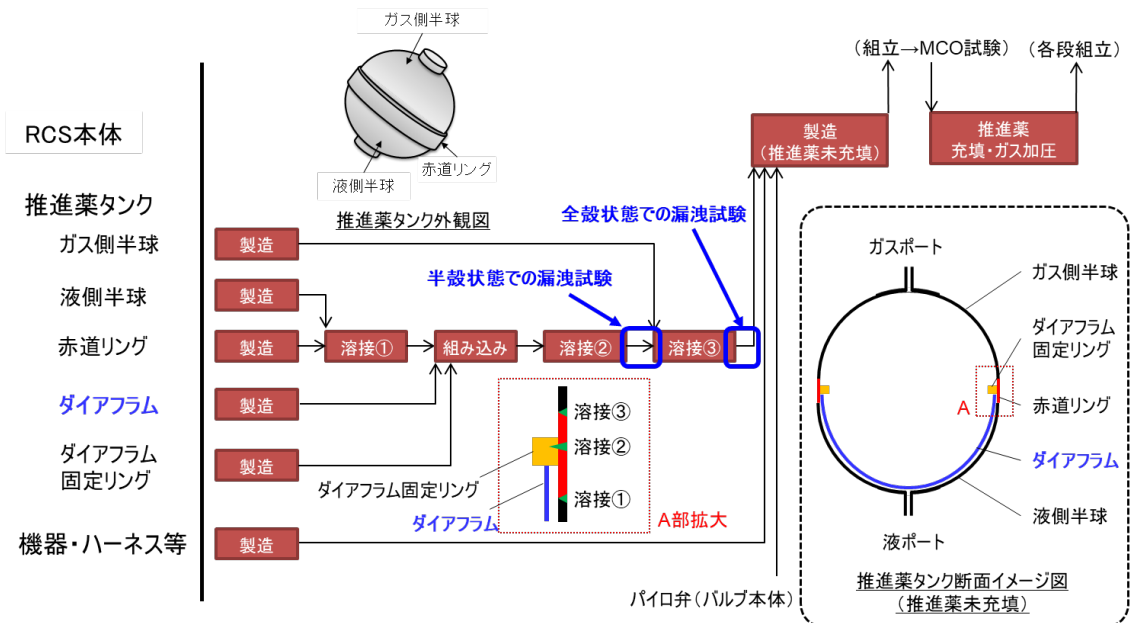 ガス側半球
液側半球
赤道リング
推進薬タンク外観図
(組立→MCO試験)
(各段組立)
RCS本体
製造
(推進薬未充填)
推進薬
充填・ガス加圧
推進薬タンク
全殻状態での漏洩試験
半殻状態での漏洩試験
ガス側半球
製造
液側半球
製造
赤道リング
製造
溶接①
組み込み
溶接②
溶接③
ダイアフラム
製造
ダイアフラム
固定リング
製造
機器・ハーネス等
製造
溶接③
溶接②
溶接①
ダイアフラム固定リング
ダイアフラム
A部拡大
パイロ弁(バルブ本体)
ガスポート
ガス側半球
ダイアフラム
固定リング
A
赤道リング
ダイアフラム
液側半球
液ポート
推進薬タンク断面イメージ図
(推進薬未充填)